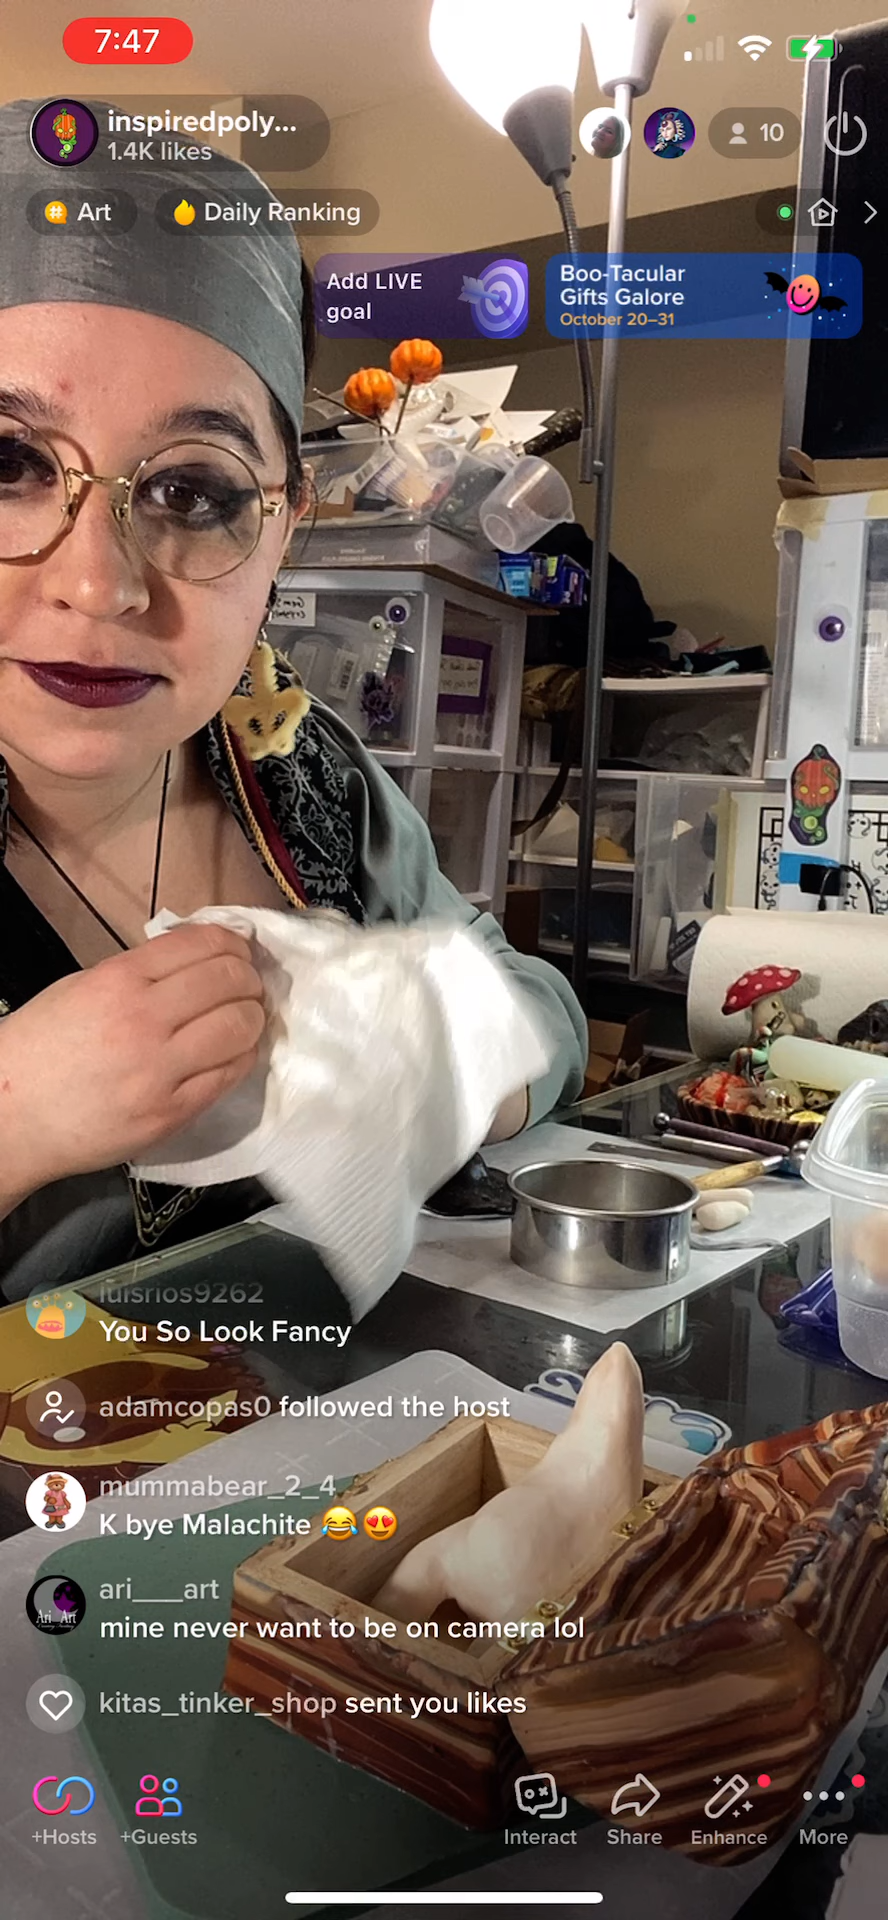 7:47
inspiredpoly...
1.4K likes
10
Art
Daily Ranking
Add LIVE
goal
Boo-Tacular
Gifts Galore
October 20–31
luisrios9262
You So Look Fancy
adamcopas0 followed the host
mummabear_2_4
K bye Malachite 😂😍
ari___art
mine never want to be on camera lol
kitas_tinker_shop sent you likes
+Hosts
+Guests
Interact
Share
Enhance
More